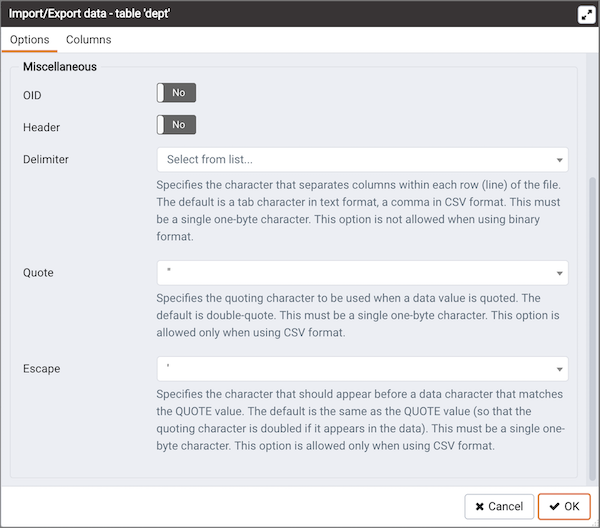 Import/Export data - table 'dept'
Options Columns
Miscellaneous
OID No
Header No
Delimiter Select from list...
Specifies the character that separates columns within each row (line) of the file.
The default is a tab character in text format, a comma in CSV format. This must
be a single one-byte character. This option is not allowed when using binary
format.
Quote "
Specifies the quoting character to be used when a data value is quoted. The
default is double-quote. This must be a single one-byte character. This option is
allowed only when using CSV format.
Escape '
Specifies the character that should appear before a data character that matches
the QUOTE value. The default is the same as the QUOTE value (so that the
quoting character is doubled if it appears in the data). This must be a single one-
byte character. This option is allowed only when using CSV format.
Cancel OK